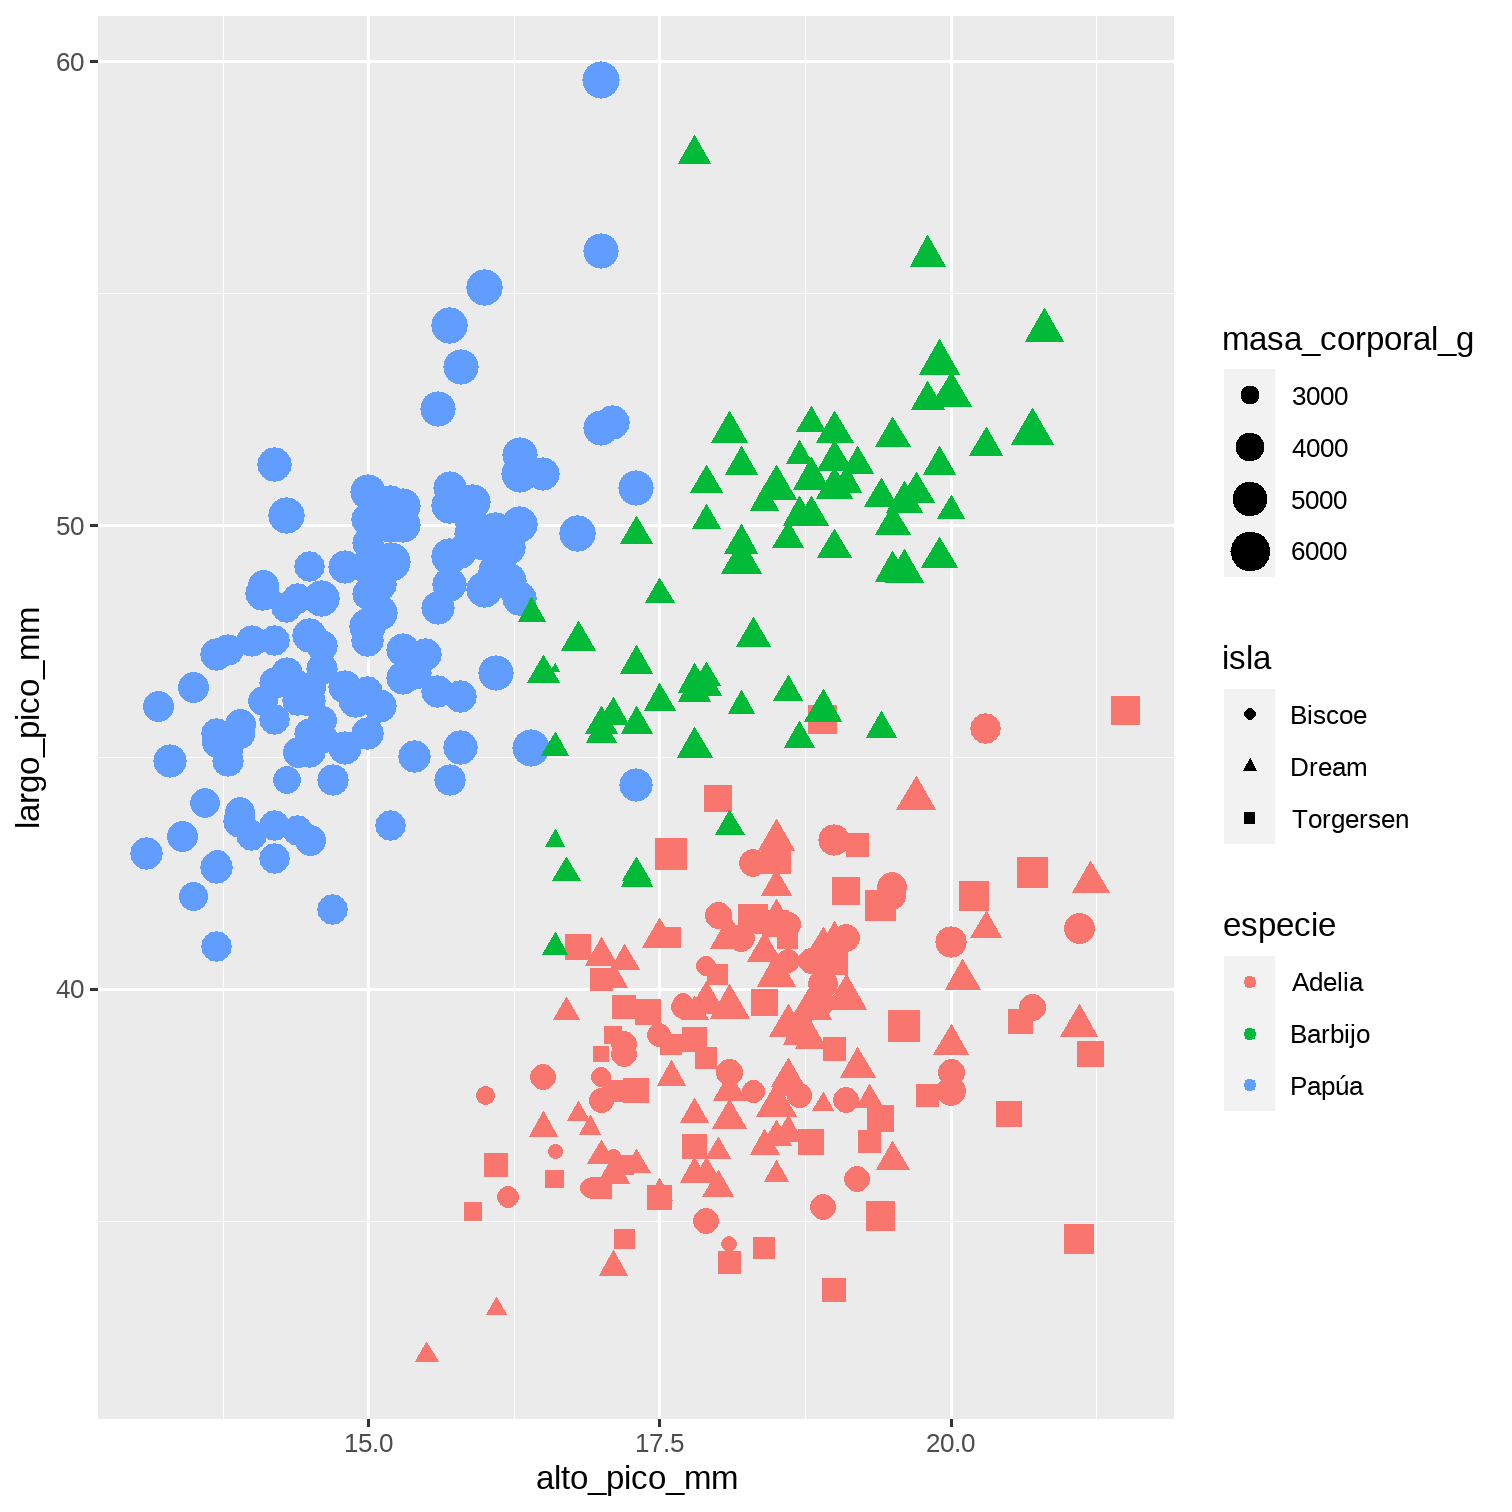 60
50
40
largo_pico_mm
15.0
17.5
20.0
alto_pico_mm
masa_corporal_g
3000
4000
5000
6000
isla
Biscoe
Dream
Torgersen
especie
Adelia
Barbijo
Papúa